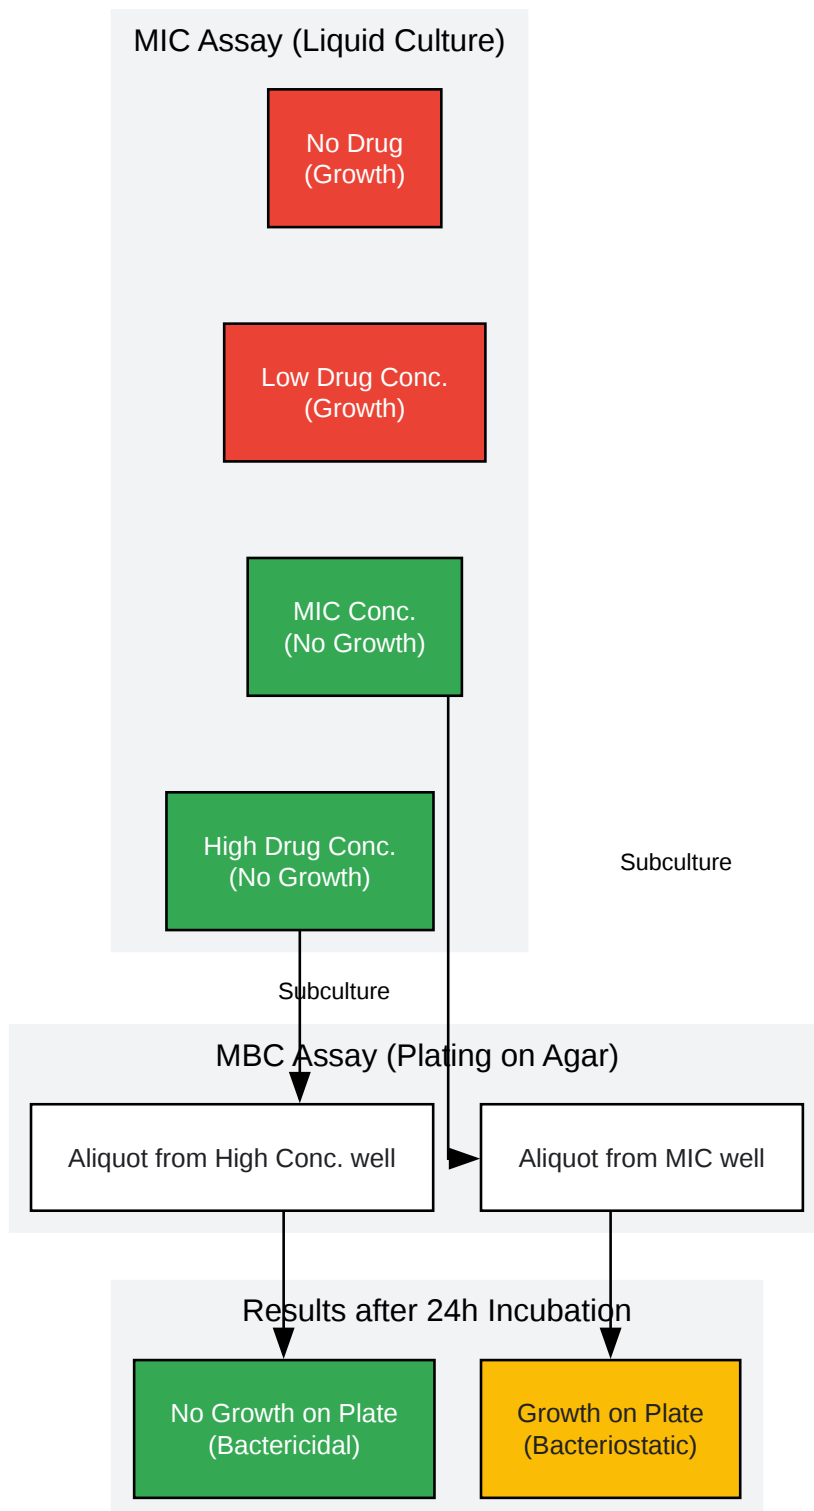 MIC Assay (Liquid Culture)
No Drug
(Growth)
Low Drug Conc.
(Growth)
MIC Conc.
(No Growth)
High Drug Conc.
(No Growth)
Subculture
Subculture
MBC Assay (Plating on Agar)
Aliquot from High Conc. well
Aliquot from MIC well
Results after 24h Incubation
No Growth on Plate
(Bactericidal)
Growth on Plate
(Bacteriostatic)